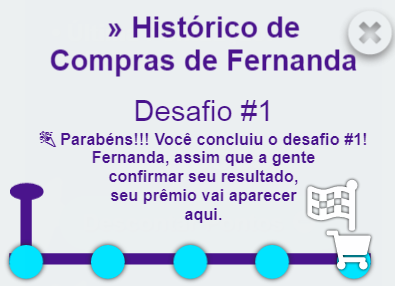 » Histórico de
Compras de Fernanda
Desafio #1
Parabéns!!! Você concluiu o desafio #1!
Fernanda, assim que a gente
confirmar seu resultado,
seu prêmio vai aparecer
aqui.